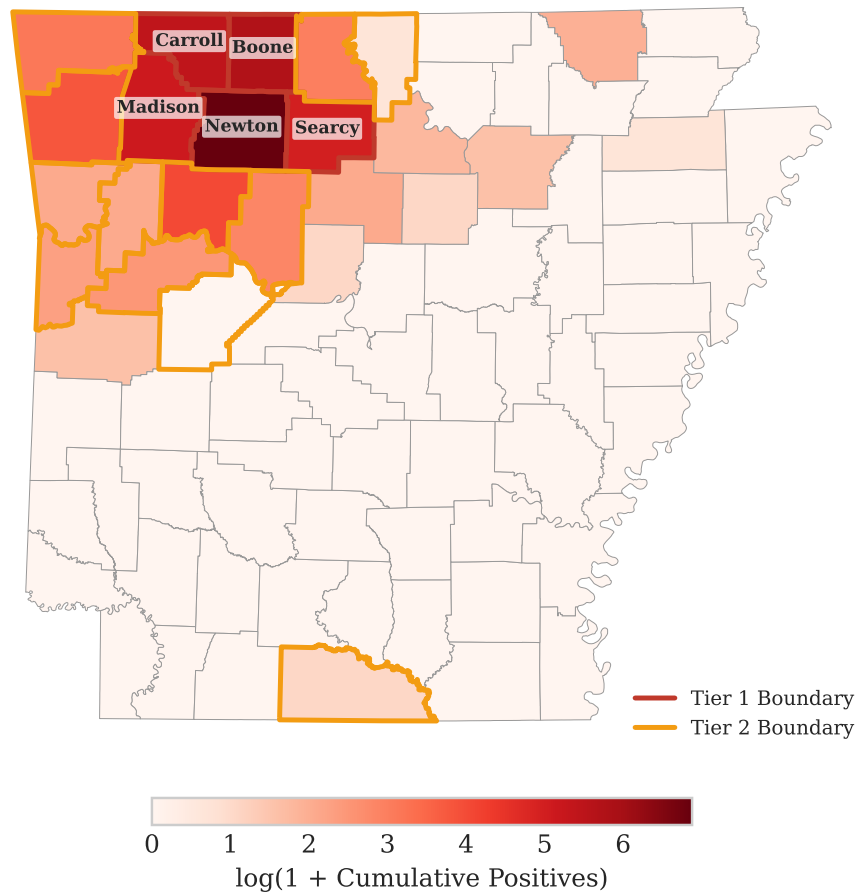 Carroll
Boone
Madison
Newton
Searcy
Tier 1 Boundary
Tier 2 Boundary
0 1 2 3 4 5 6
log(1 + Cumulative Positives)